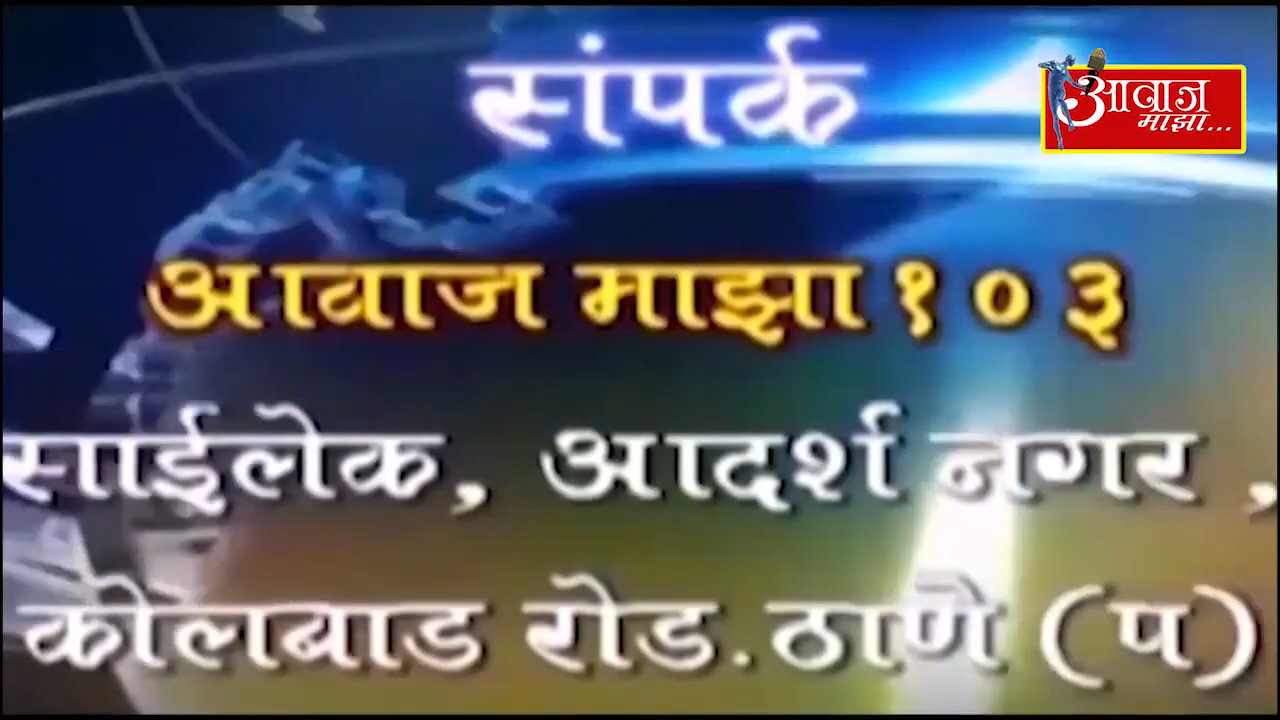 संपर्क
आवाज
माझा...
आवाज माझा १०३
साईलेक, आदर्श नगर ,
कोलबाड रोड.ठाणे (प)